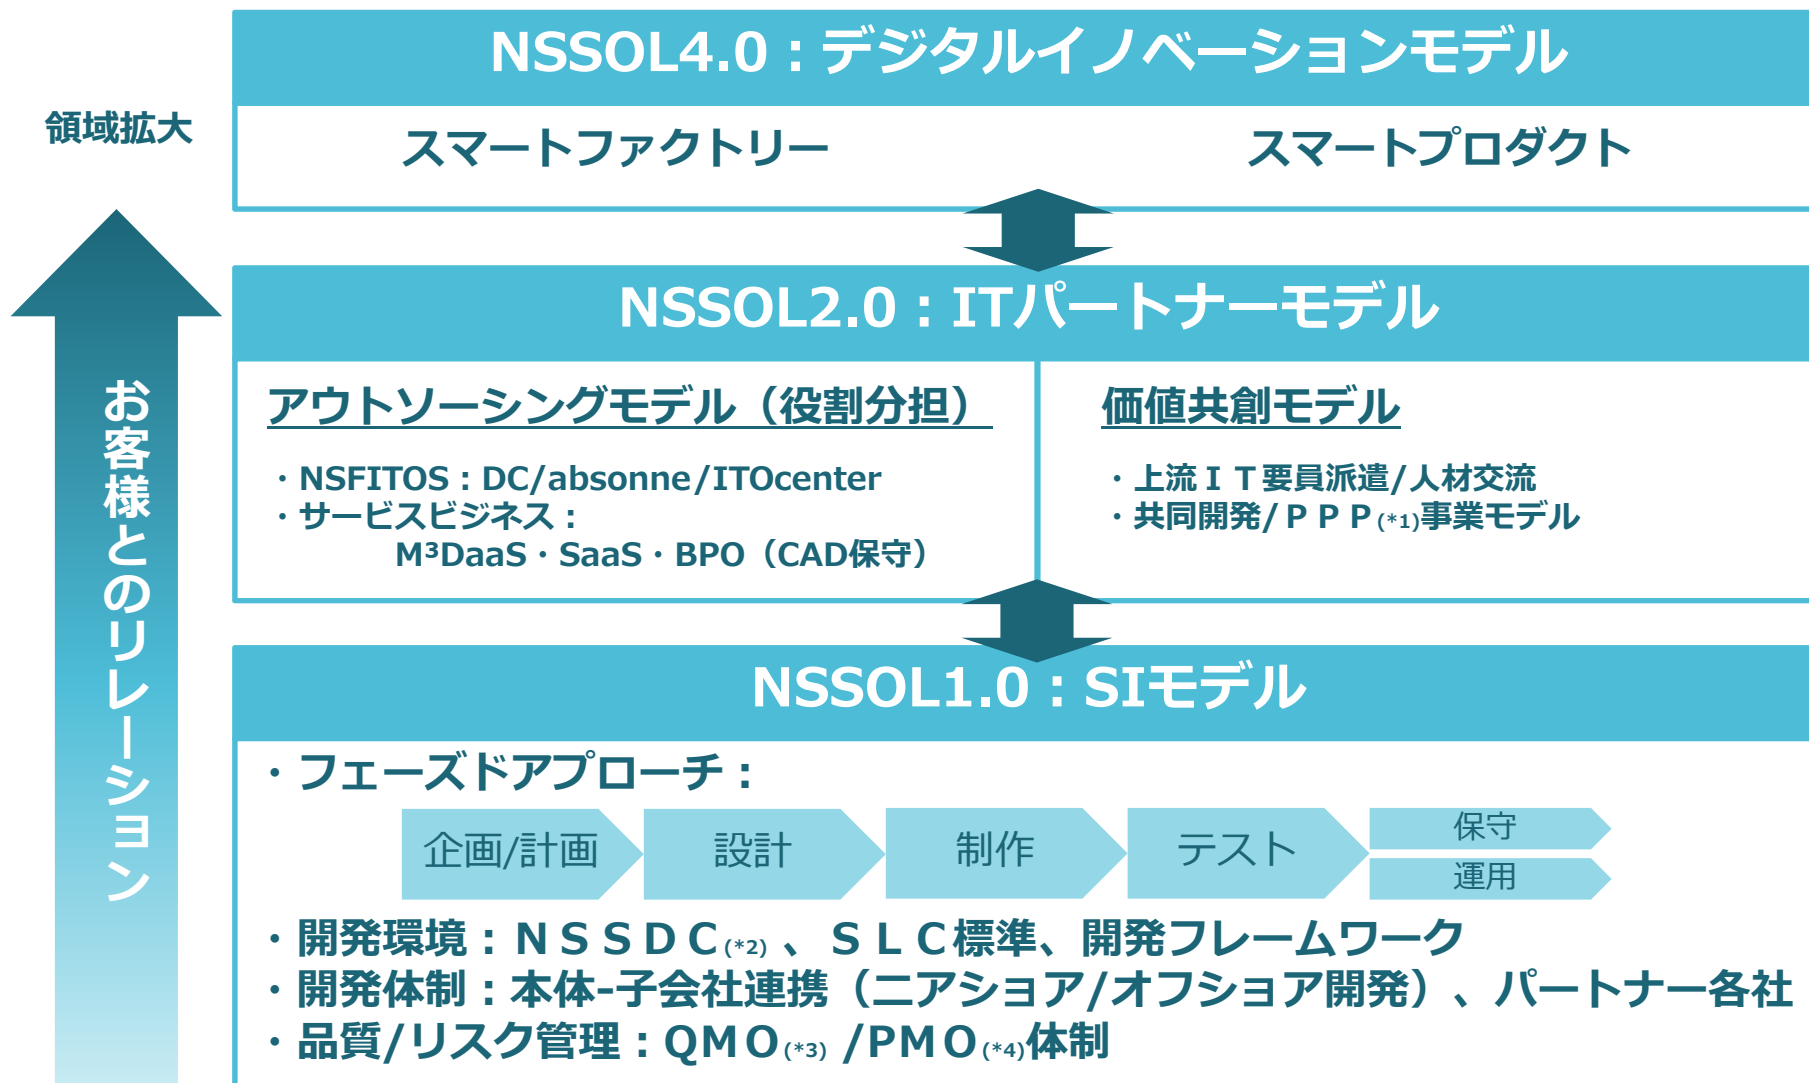 NSSOL4.0：デジタルイノベーションモデル
領域拡大
スマートファクトリー
スマートプロダクト
お客様とのリレーション
NSSOL2.0：ITパートナーモデル
アウトソーシングモデル（役割分担）
・NSFITOS：DC/absonne/ITOcenter
・サービスビジネス：
M³DaaS・SaaS・BPO（CAD保守）
価値共創モデル
・上流ＩＴ要員派遣/人材交流
・共同開発/ＰＰＰ(*1)事業モデル
NSSOL1.0：SIモデル
・フェーズドアプローチ：
企画/計画
設計
制作
テスト
保守
運用
・開発環境：ＮＳＳＤＣ(*2)、ＳＬＣ標準、開発フレームワーク
・開発体制：本体-子会社連携（ニアショア/オフショア開発）、パートナー各社
・品質/リスク管理：QMO(*3) /PMO(*4)体制